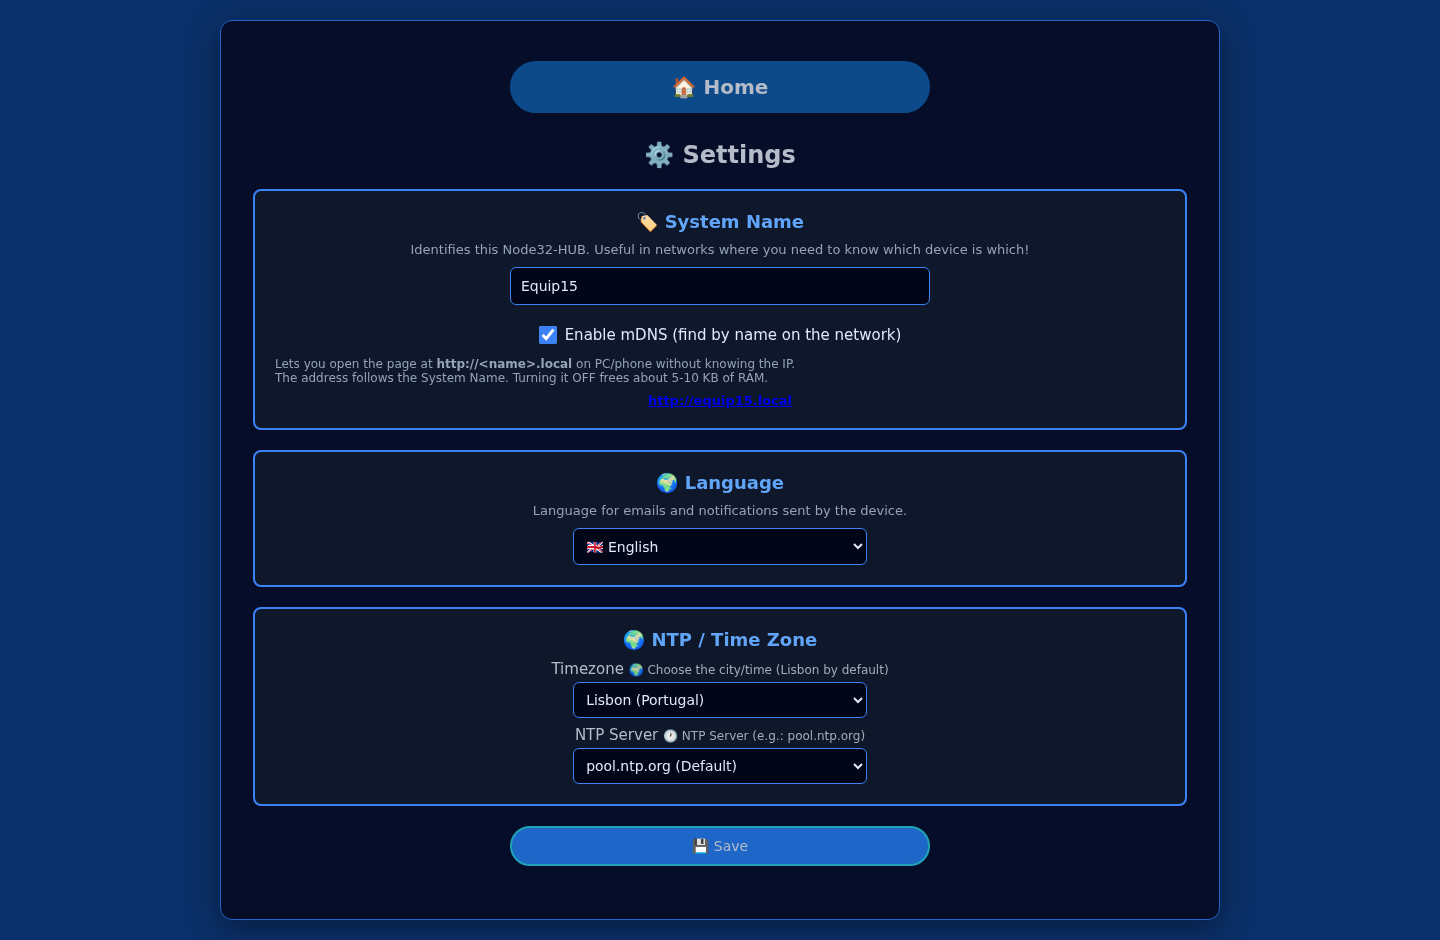 🏠 Home
⚙️ Settings
🏷️ System Name
Identifies this Node32-HUB. Useful in networks where you need to know which device is which!
Equip15
Enable mDNS (find by name on the network)
Lets you open the page at http://<name>.local on PC/phone without knowing the IP.
The address follows the System Name. Turning it OFF frees about 5-10 KB of RAM.
http://equip15.local
🌍 Language
Language for emails and notifications sent by the device.
🇬🇧 English
🌍 NTP / Time Zone
Timezone 🌍 Choose the city/time (Lisbon by default)
Lisbon (Portugal)
NTP Server 🕐 NTP Server (e.g.: pool.ntp.org)
pool.ntp.org (Default)
💾 Save